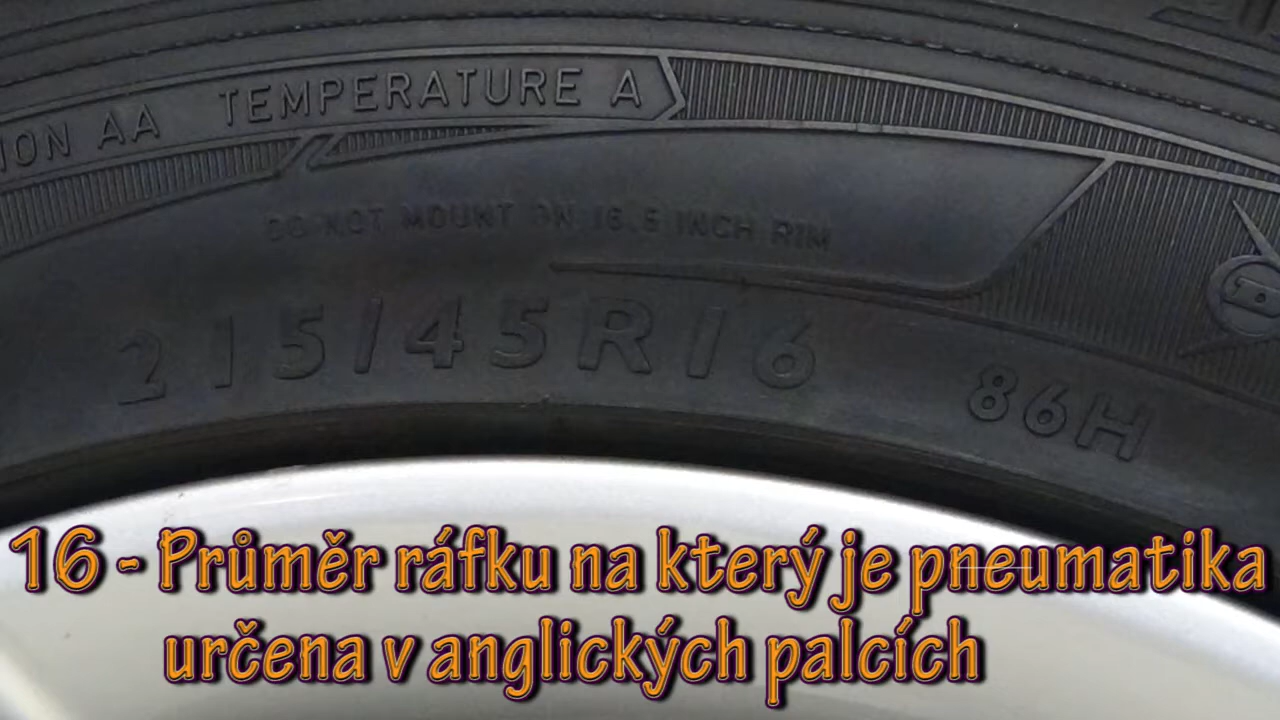 ION AA TEMPERATURE A
DO NOT MOUNT ON 16.5 INCH RIM
215/45R16 86H
16 - Průměr ráfku na který je pneumatika
určena v anglických palcích